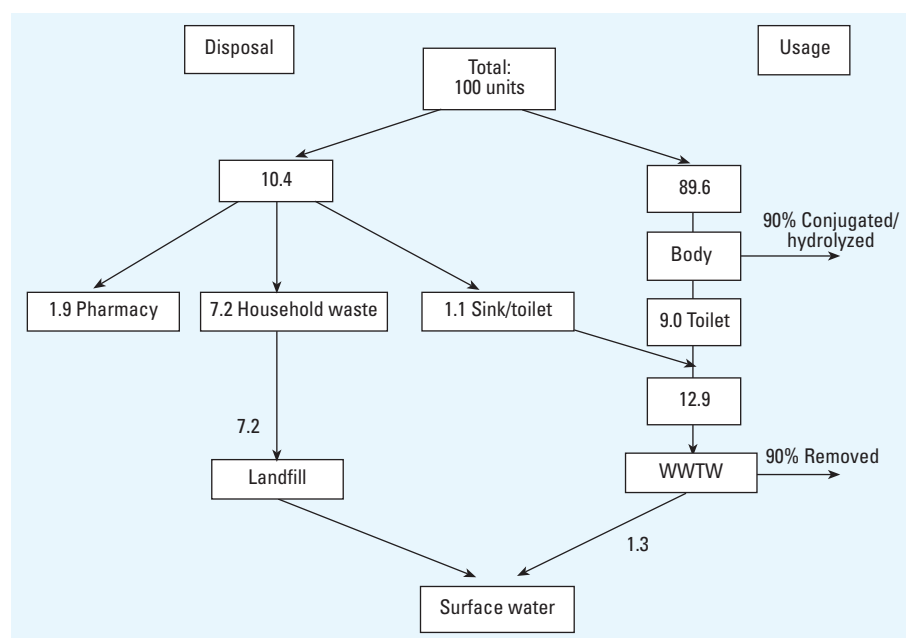 Disposal
Usage
Total:
100 units
10.4
89.6
90% Conjugated/
hydrolyzed
Body
1.9 Pharmacy
7.2 Household waste
1.1 Sink/toilet
9.0 Toilet
12.9
7.2
90% Removed
Landfill
WWTW
1.3
Surface water